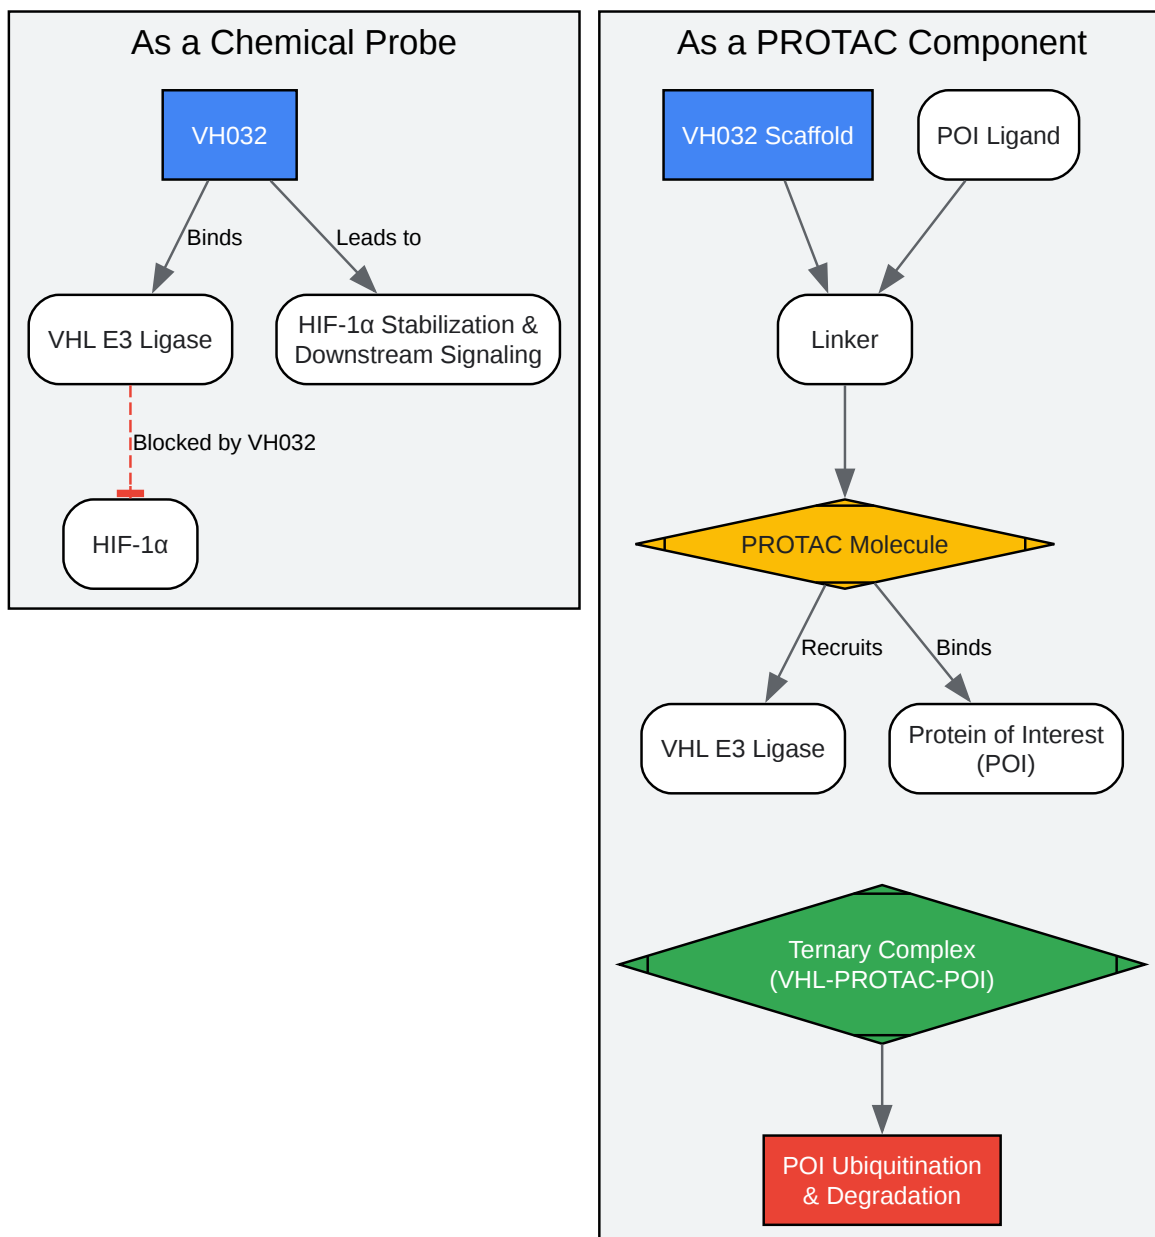 As a Chemical Probe
VH032
Binds
Leads to
VHL E3 Ligase
HIF-1α Stabilization &
Downstream Signaling
Blocked by VH032
HIF-1α
As a PROTAC Component
VH032 Scaffold
POI Ligand
Linker
PROTAC Molecule
Recruits
Binds
VHL E3 Ligase
Protein of Interest
(POI)
Ternary Complex
(VHL-PROTAC-POI)
POI Ubiquitination
& Degradation